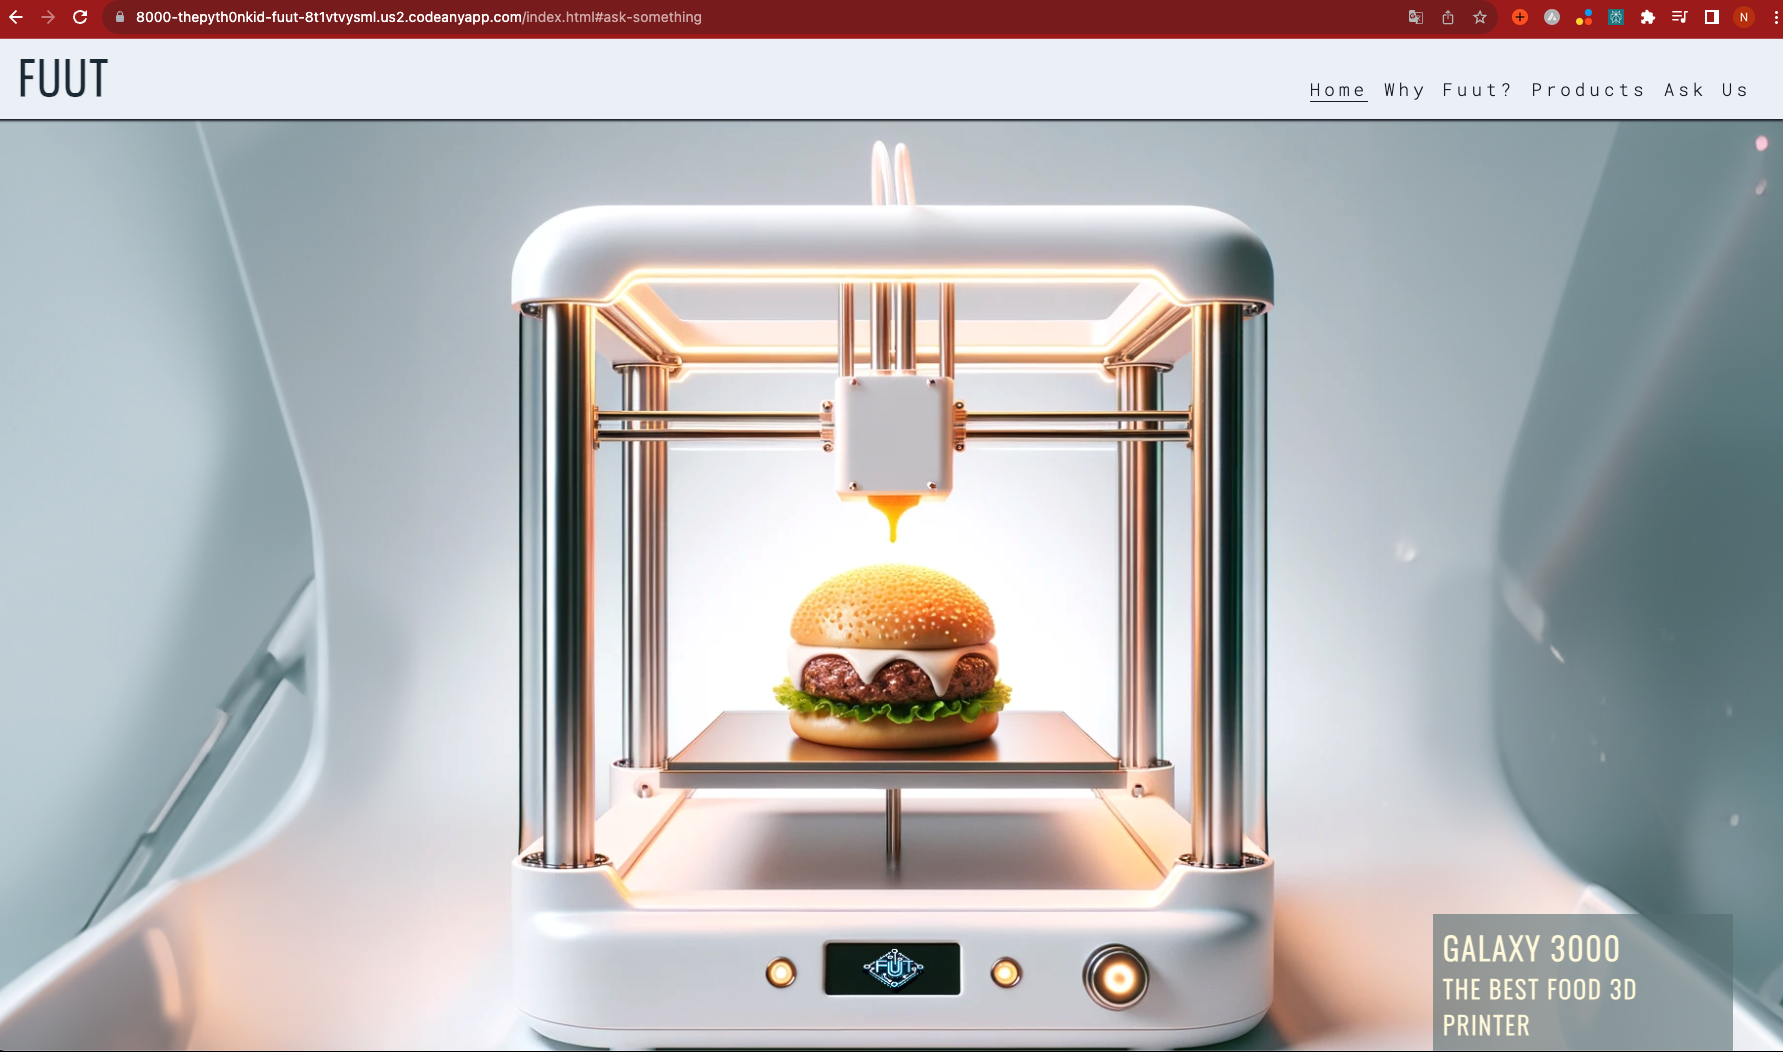 8000-thepyth0nkid-fuut-8t1vtvysml.us2.codeanyapp.com/index.html#ask-something
N
FUUT
Home Why Fuut? Products Ask Us
FUUT
GALAXY 3000
THE BEST FOOD 3D
PRINTER